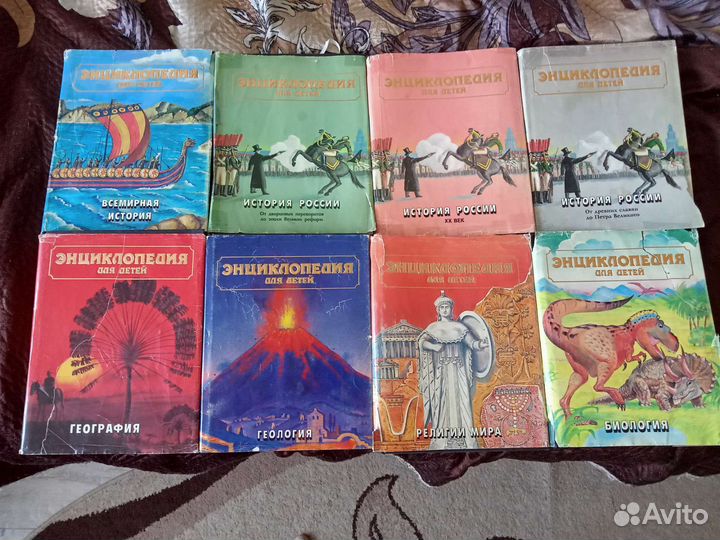 ЭНЦИКЛОПЕДИЯ
ДЛЯ ДЕТЕЙ
ВСЕМИРНАЯ
ИСТОРИЯ
ЭНЦИКЛОПЕДИЯ
ДЛЯ ДЕТЕЙ
ИСТОРИЯ РОССИИ
От дворцовых переворотов
до эпохи Великих реформ
ЭНЦИКЛОПЕДИЯ
ДЛЯ ДЕТЕЙ
ИСТОРИЯ РОССИИ
XX ВЕК
ЭНЦИКЛОПЕДИЯ
ДЛЯ ДЕТЕЙ
ИСТОРИЯ РОССИИ
От древних славян
до Петра Великого
ЭНЦИКЛОПЕДИЯ
ДЛЯ ДЕТЕЙ
ГЕОГРАФИЯ
ЭНЦИКЛОПЕДИЯ
ДЛЯ ДЕТЕЙ
ГЕОЛОГИЯ
ЭНЦИКЛОПЕДИЯ
ДЛЯ ДЕТЕЙ
РЕЛИГИИ МИРА
ЭНЦИКЛОПЕДИЯ
ДЛЯ ДЕТЕЙ
БИОЛОГИЯ
Avito